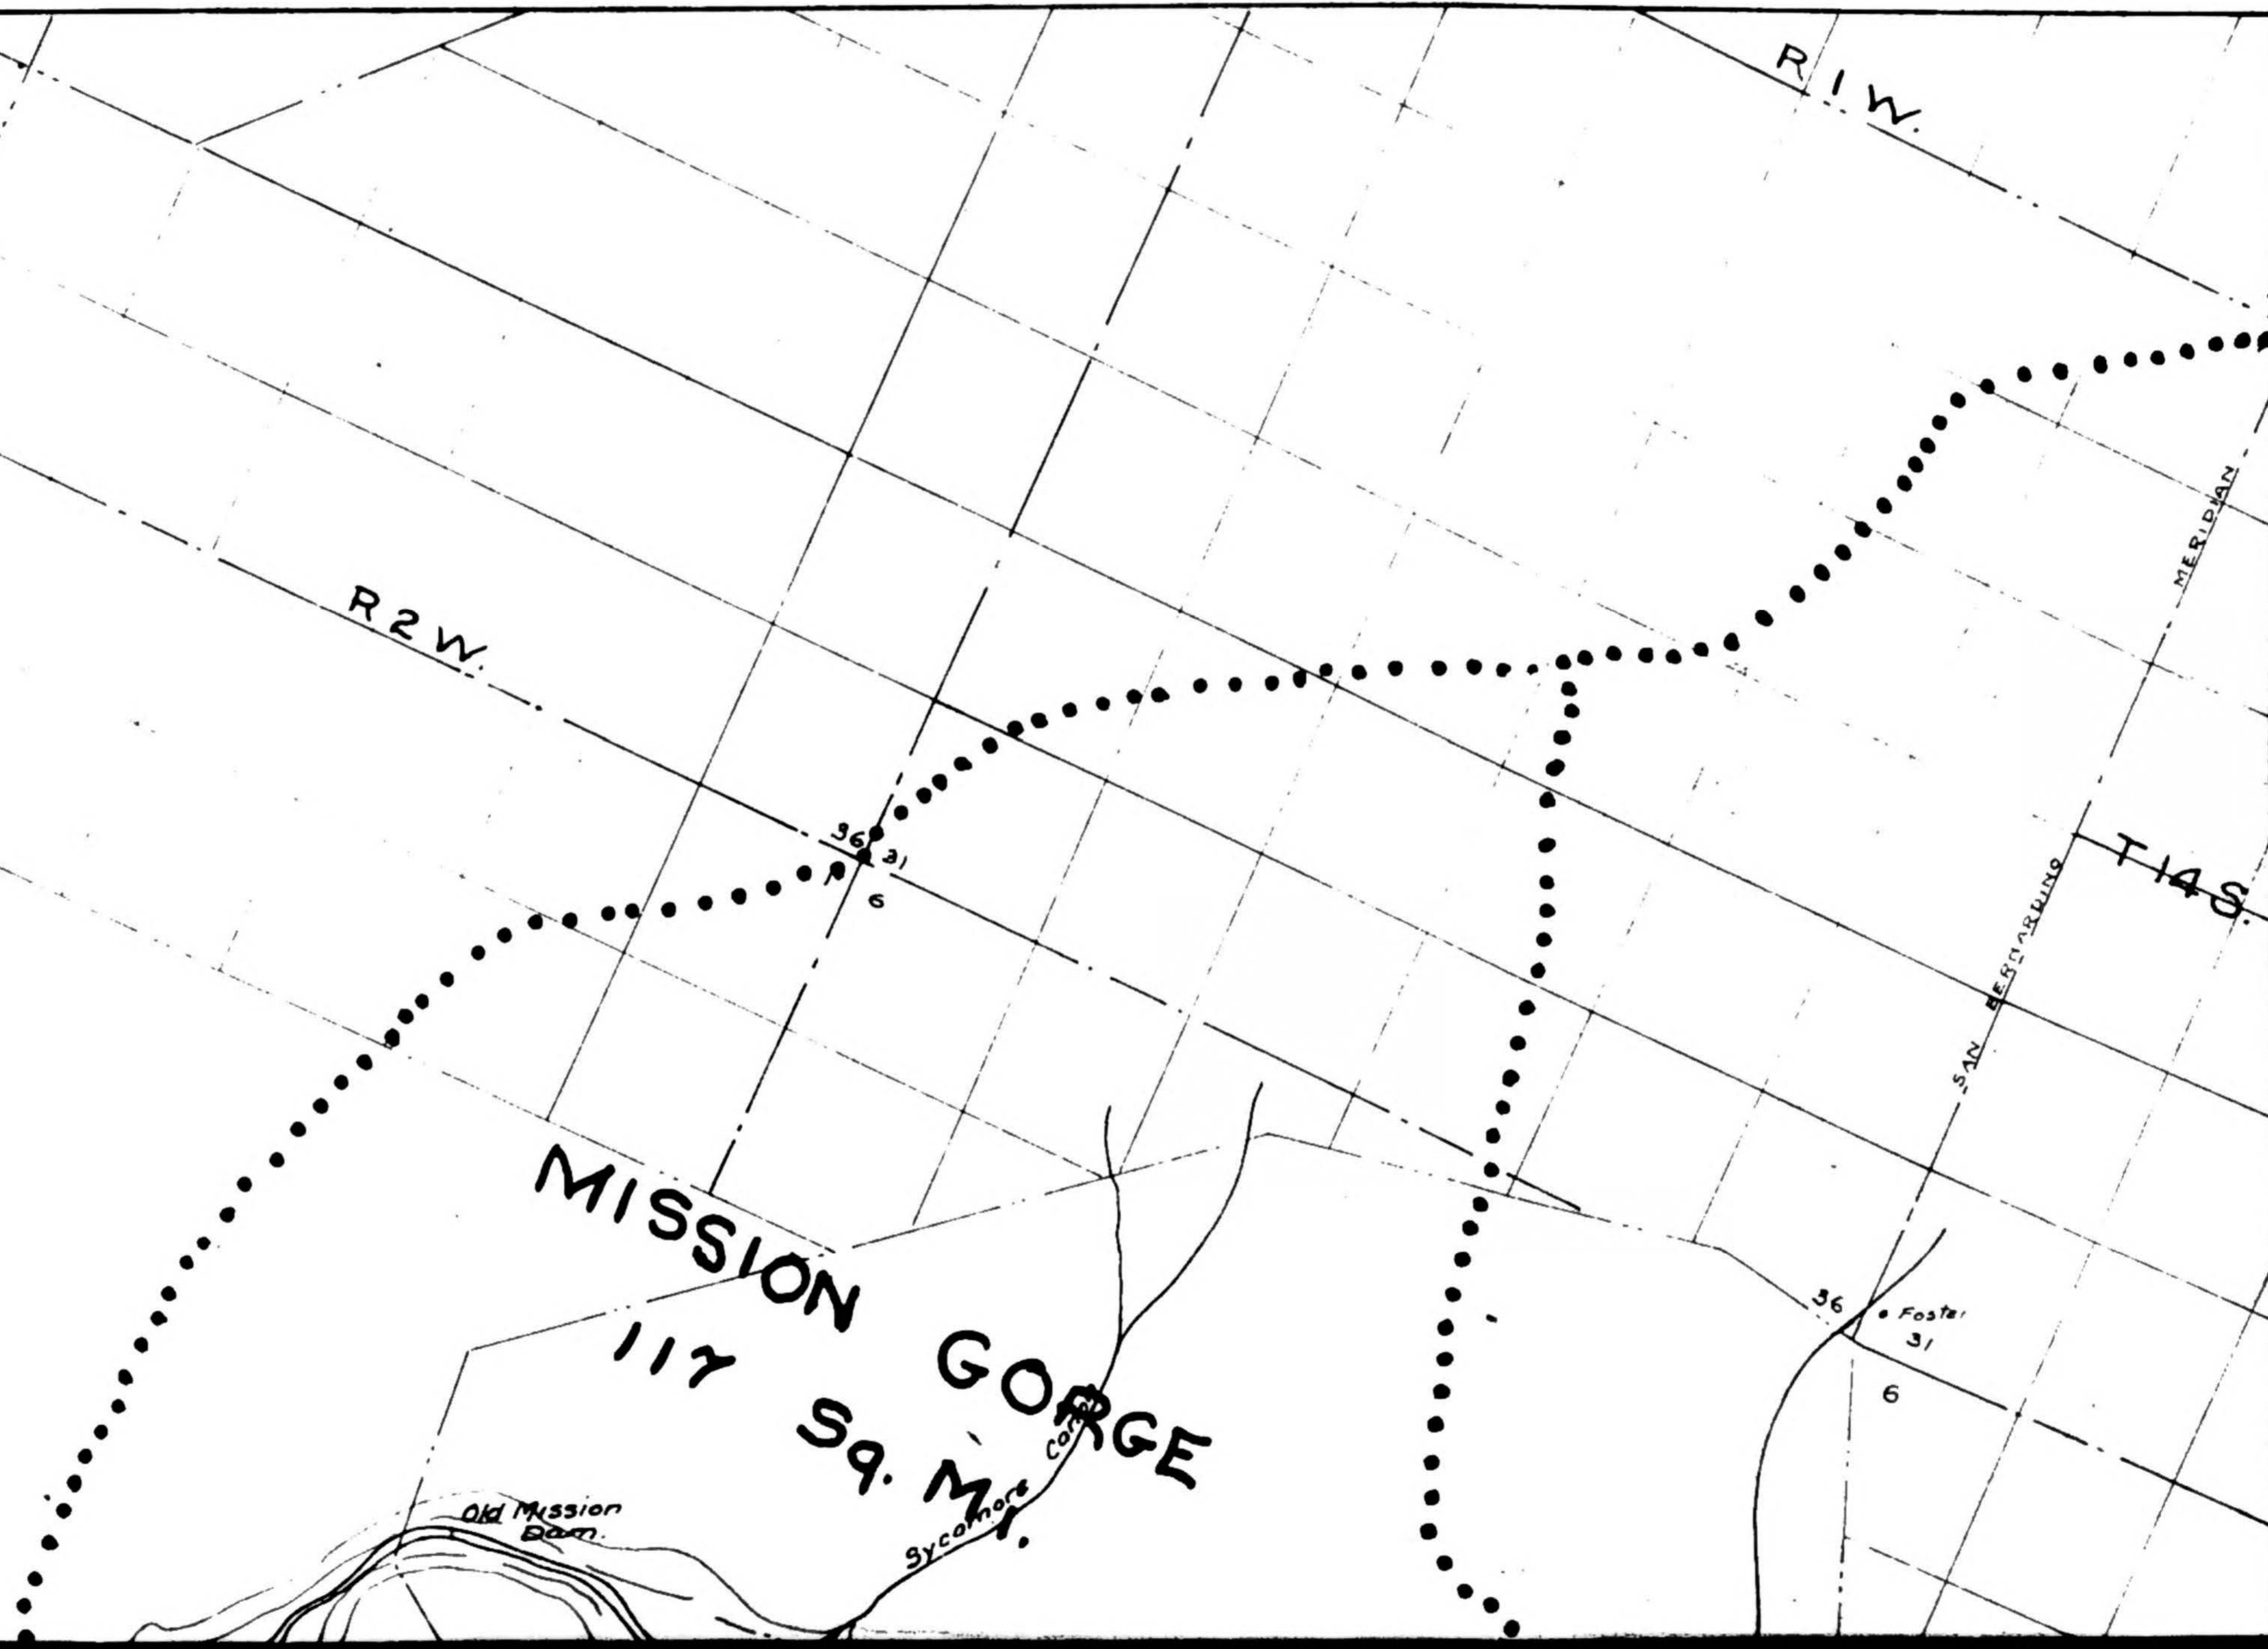 R 1 W.
MERIDIAN
R 2 W.
36 31
6
T 14 S.
SAN BERNARDINO
MISSION GORGE
112 Sq. Mi.
36 Foster
31
6
Old Mission
Dam.
Sycamore